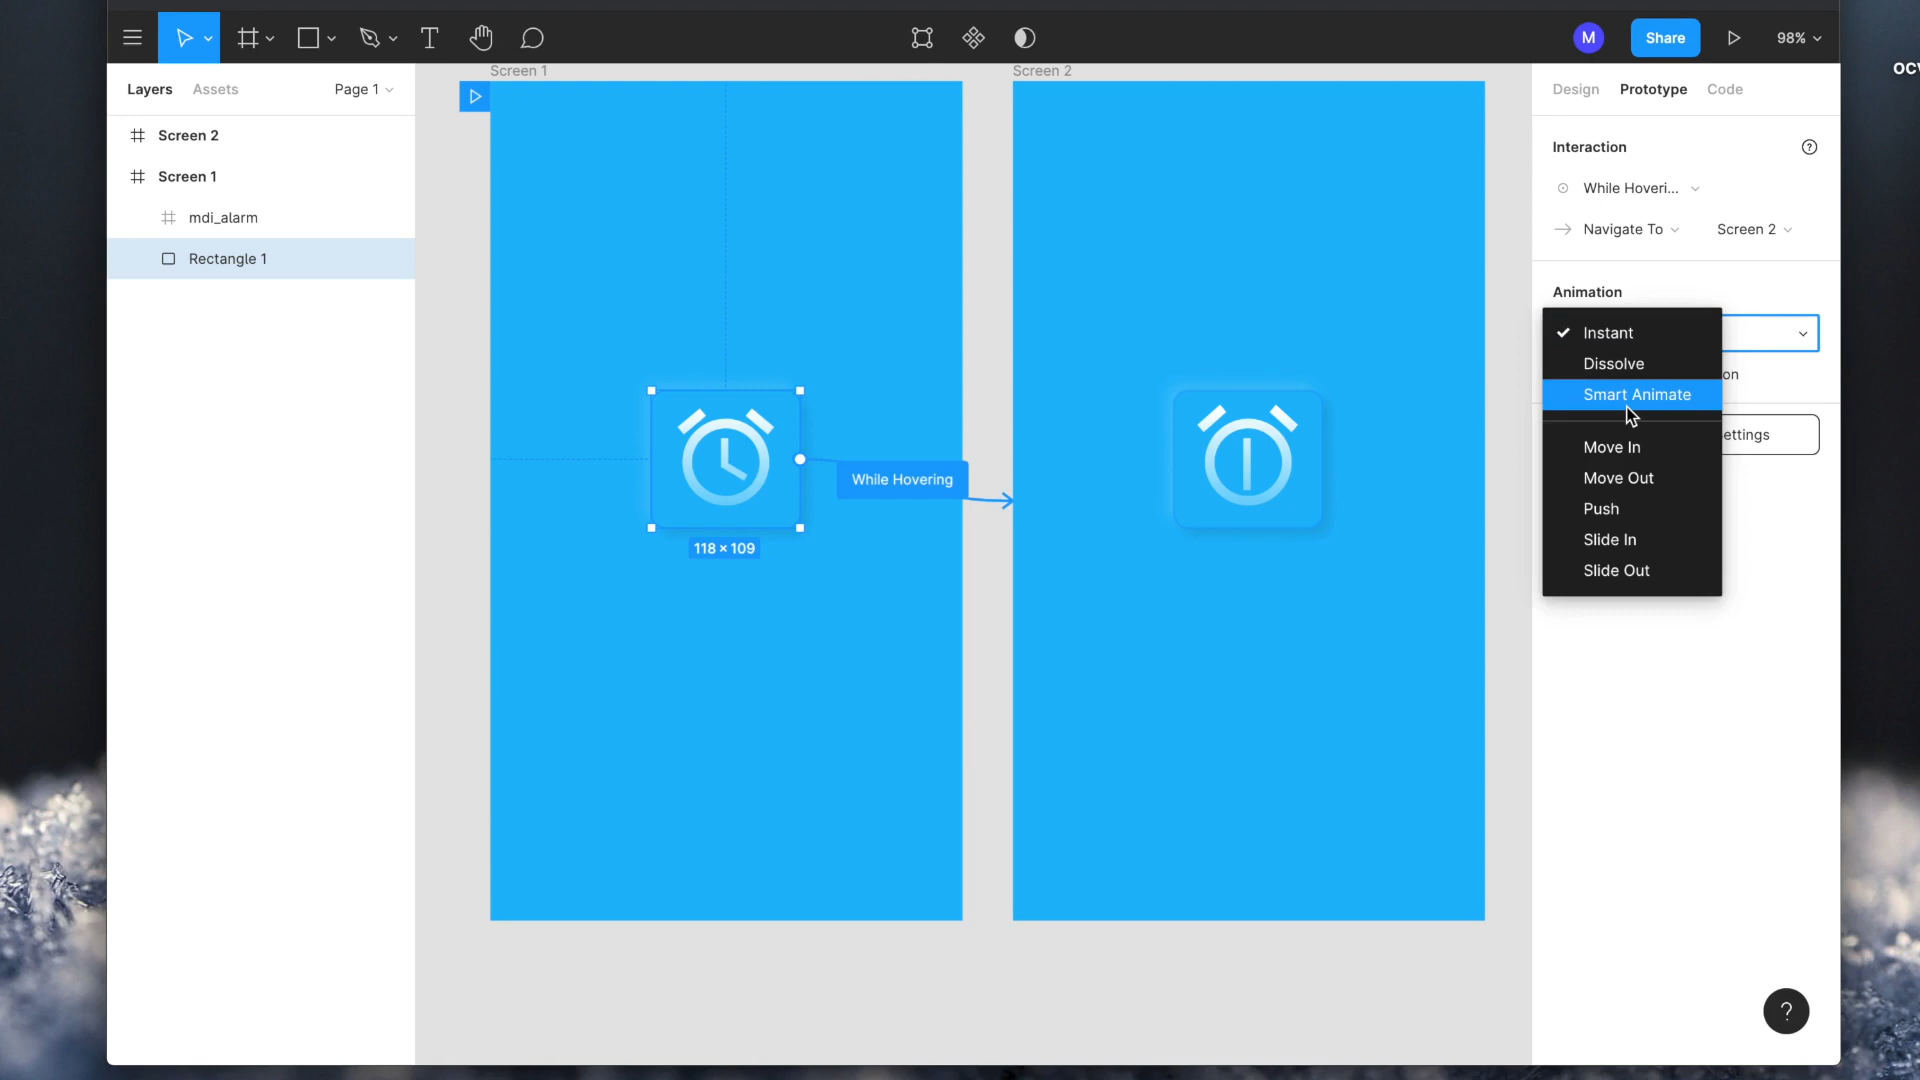 M
Share
98%
Layers
Assets
Page 1
Screen 2
Screen 1
mdi_alarm
Rectangle 1
Screen 1
Screen 2
While Hovering
118 × 109
Design
Prototype
Code
Interaction
?
While Hoveri...
Navigate To
Screen 2
Animation
Instant
Dissolve
on
Smart Animate
ettings
Move In
Move Out
Push
Slide In
Slide Out
?